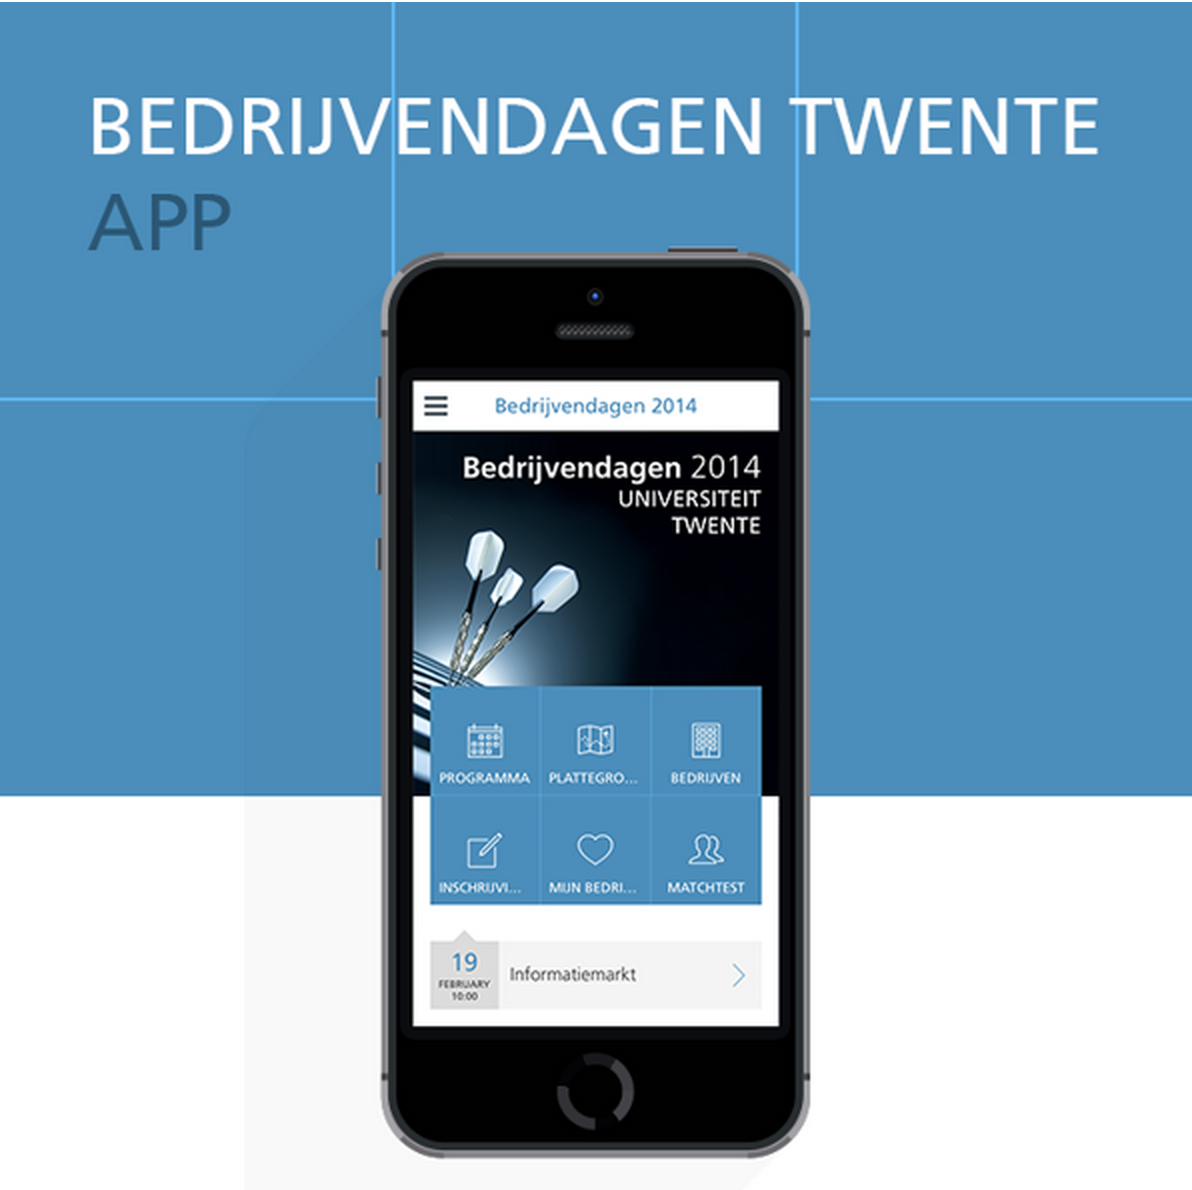 BEDRIJVENDAGEN TWENTE
APP
Bedrijvendagen 2014
Bedrijvendagen 2014
UNIVERSITEIT
TWENTE
PROGRAMMA
PLATTEGRO...
BEDRIJVEN
INSCHRIJVI...
MIJN BEDRI...
MATCHTEST
19
FEBRUARY
10:00
Informatiemarkt